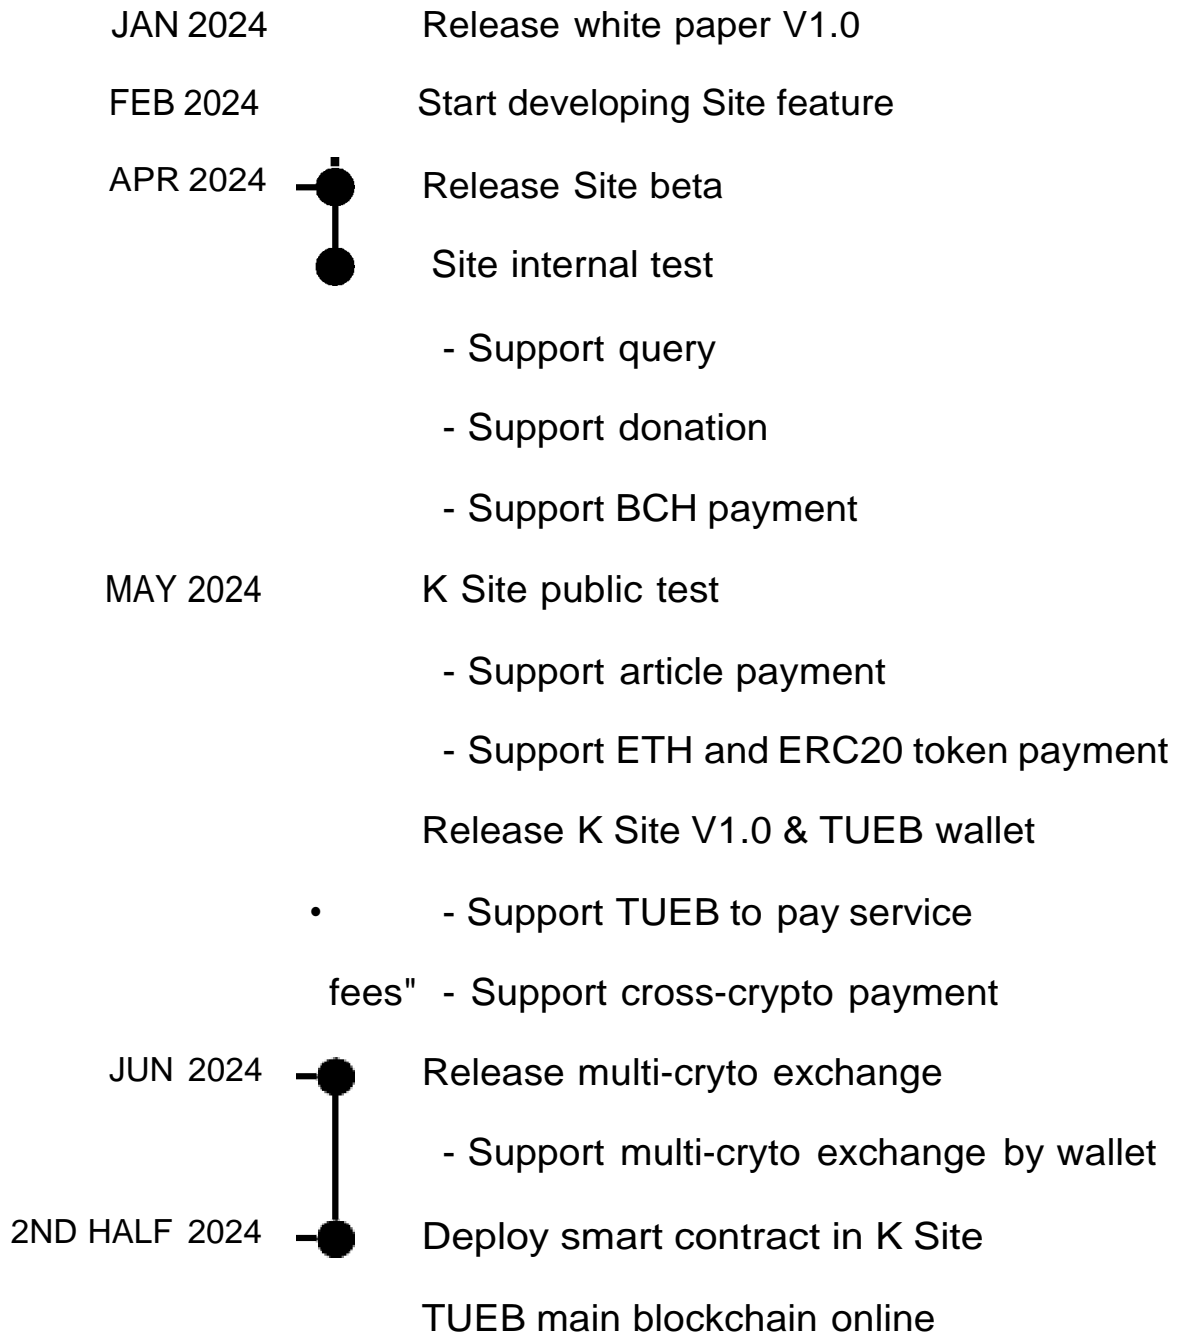 JAN 2024 Release white paper V1.0
FEB 2024 Start developing Site feature
APR 2024 Release Site beta
Site internal test
- Support query
- Support donation
- Support BCH payment
MAY 2024 K Site public test
- Support article payment
- Support ETH and ERC20 token payment
Release K Site V1.0 & TUEB wallet
• - Support TUEB to pay service
fees" - Support cross-crypto payment
JUN 2024 Release multi-cryto exchange
- Support multi-cryto exchange by wallet
2ND HALF 2024 Deploy smart contract in K Site
TUEB main blockchain online